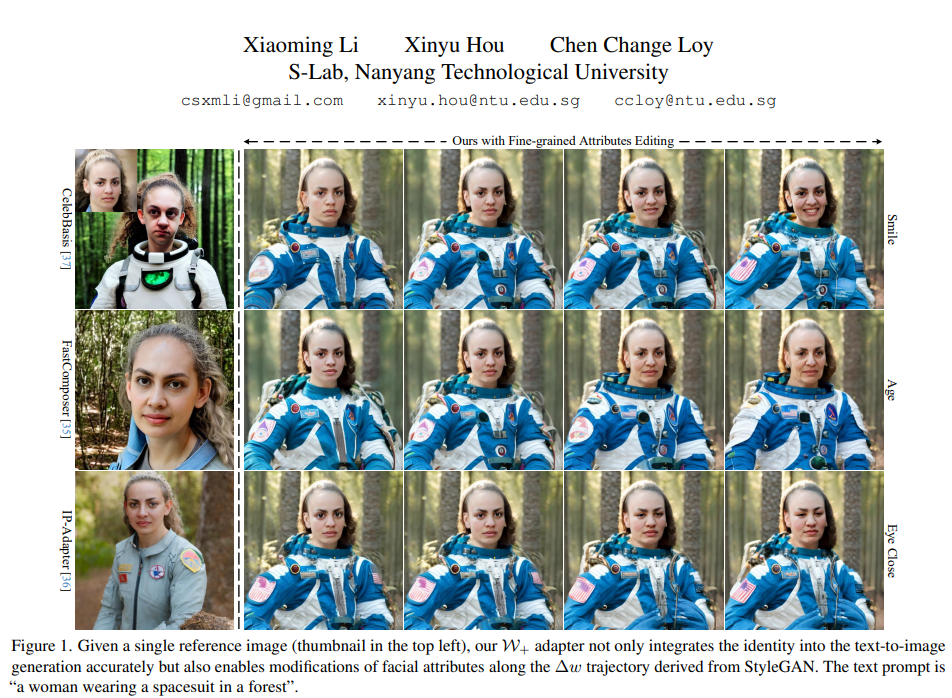 Xiaoming Li Xinyu Hou Chen Change Loy
S-Lab, Nanyang Technological University
csxmli@gmail.com xinyu.hou@ntu.edu.sg ccloy@ntu.edu.sg
Ours with Fine-grained Attributes Editing
CelebBasis [37]
Smile
FastComposer [35]
Age
IP-Adapter [36]
Eye Close
Figure 1. Given a single reference image (thumbnail in the top left), our 𝒲₊ adapter not only integrates the identity into the text-to-image
generation accurately but also enables modifications of facial attributes along the Δw trajectory derived from StyleGAN. The text prompt is
“a woman wearing a spacesuit in a forest”.